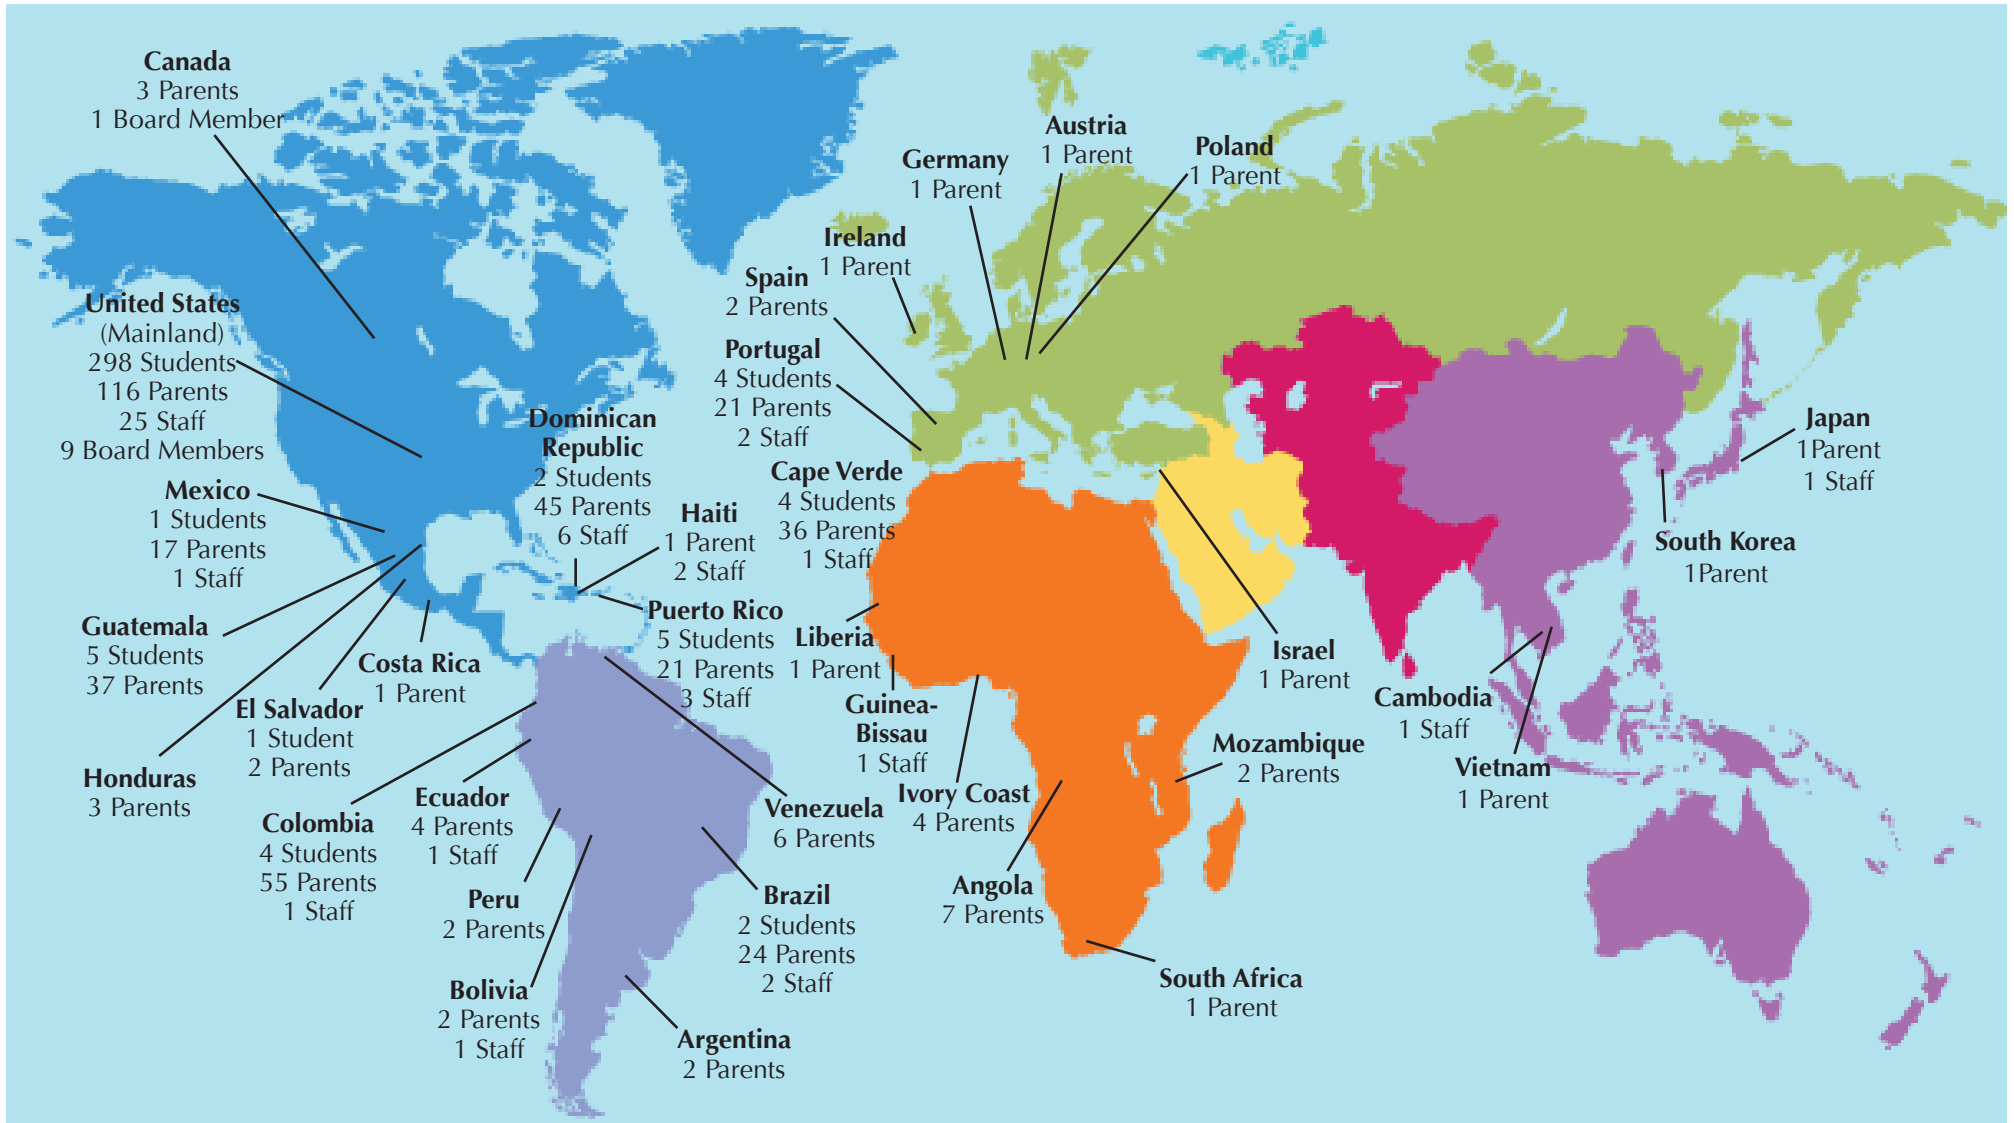 Canada
3 Parents
1 Board Member
United States
(Mainland)
298 Students
116 Parents
25 Staff
9 Board Members
Mexico
1 Students
17 Parents
1 Staff
Guatemala
5 Students
37 Parents
Honduras
3 Parents
El Salvador
1 Student
2 Parents
Costa Rica
1 Parent
Dominican
Republic
2 Students
45 Parents
6 Staff
Haiti
1 Parent
2 Staff
Puerto Rico
5 Students
21 Parents
3 Staff
Colombia
4 Students
55 Parents
1 Staff
Ecuador
4 Parents
1 Staff
Peru
2 Parents
Bolivia
2 Parents
1 Staff
Argentina
2 Parents
Brazil
2 Students
24 Parents
2 Staff
Venezuela
6 Parents
Ireland
1 Parent
Spain
2 Parents
Portugal
4 Students
21 Parents
2 Staff
Germany
1 Parent
Austria
1 Parent
Poland
1 Parent
Cape Verde
4 Students
36 Parents
1 Staff
Liberia
1 Parent
Guinea-
Bissau
1 Staff
Ivory Coast
4 Parents
Angola
7 Parents
South Africa
1 Parent
Mozambique
2 Parents
Israel
1 Parent
Cambodia
1 Staff
Vietnam
1 Parent
South Korea
1Parent
Japan
1Parent
1 Staff